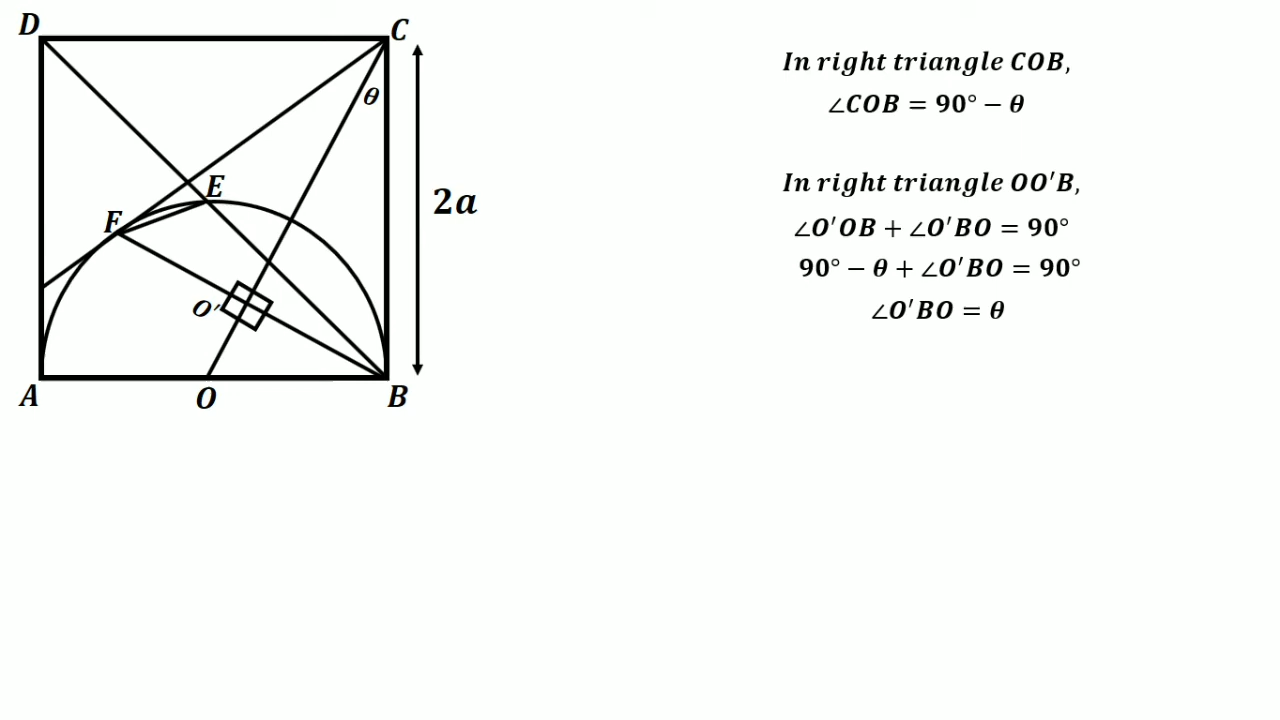 D
C
θ
In right triangle COB,
∠COB = 90° − θ
E
F
2a
In right triangle OO′B,
∠O′OB + ∠O′BO = 90°
90° − θ + ∠O′BO = 90°
O′
∠O′BO = θ
A
O
B